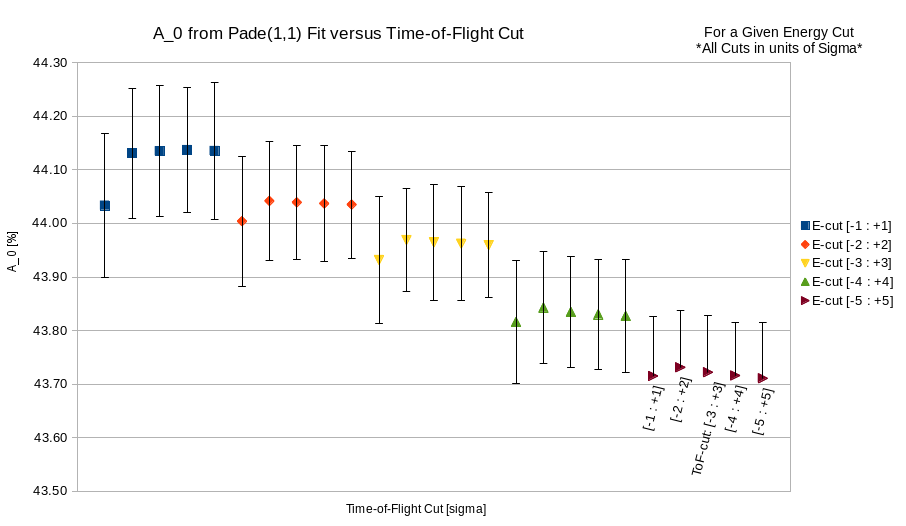 A_0 from Pade(1,1) Fit versus Time-of-Flight Cut
For a Given Energy Cut
*All Cuts in units of Sigma*
44.30
44.20
44.10
44.00
43.90
43.80
43.70
43.60
43.50
A_0 [%]
E-cut [-1 : +1]
E-cut [-2 : +2]
E-cut [-3 : +3]
E-cut [-4 : +4]
E-cut [-5 : +5]
[-1 : +1]
[-2 : +2]
ToF-cut: [-3 : +3]
[-4 : +4]
[-5 : +5]
Time-of-Flight Cut [sigma]